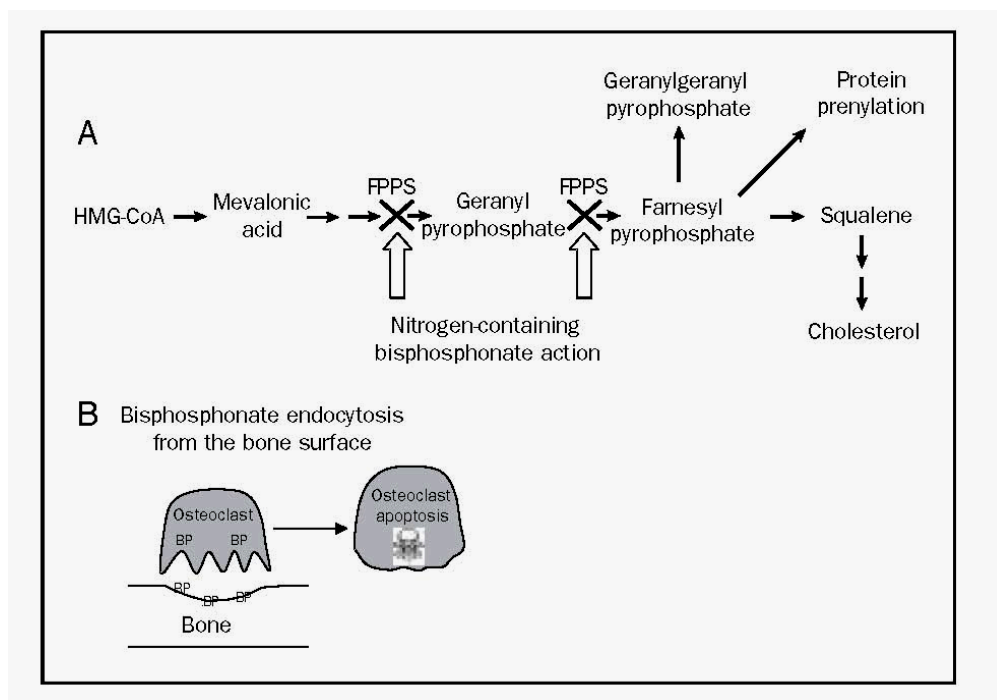 A
Geranylgeranyl
pyrophosphate
Protein
prenylation
HMG-CoA
Mevalonic
acid
FPPS
Geranyl
pyrophosphate
FPPS
Farnesyl
pyrophosphate
Squalene
Cholesterol
Nitrogen-containing
bisphosphonate action
B
Bisphosphonate endocytosis
from the bone surface
Osteoclast
BP BP
BP BP BP
Bone
Osteoclast
apoptosis